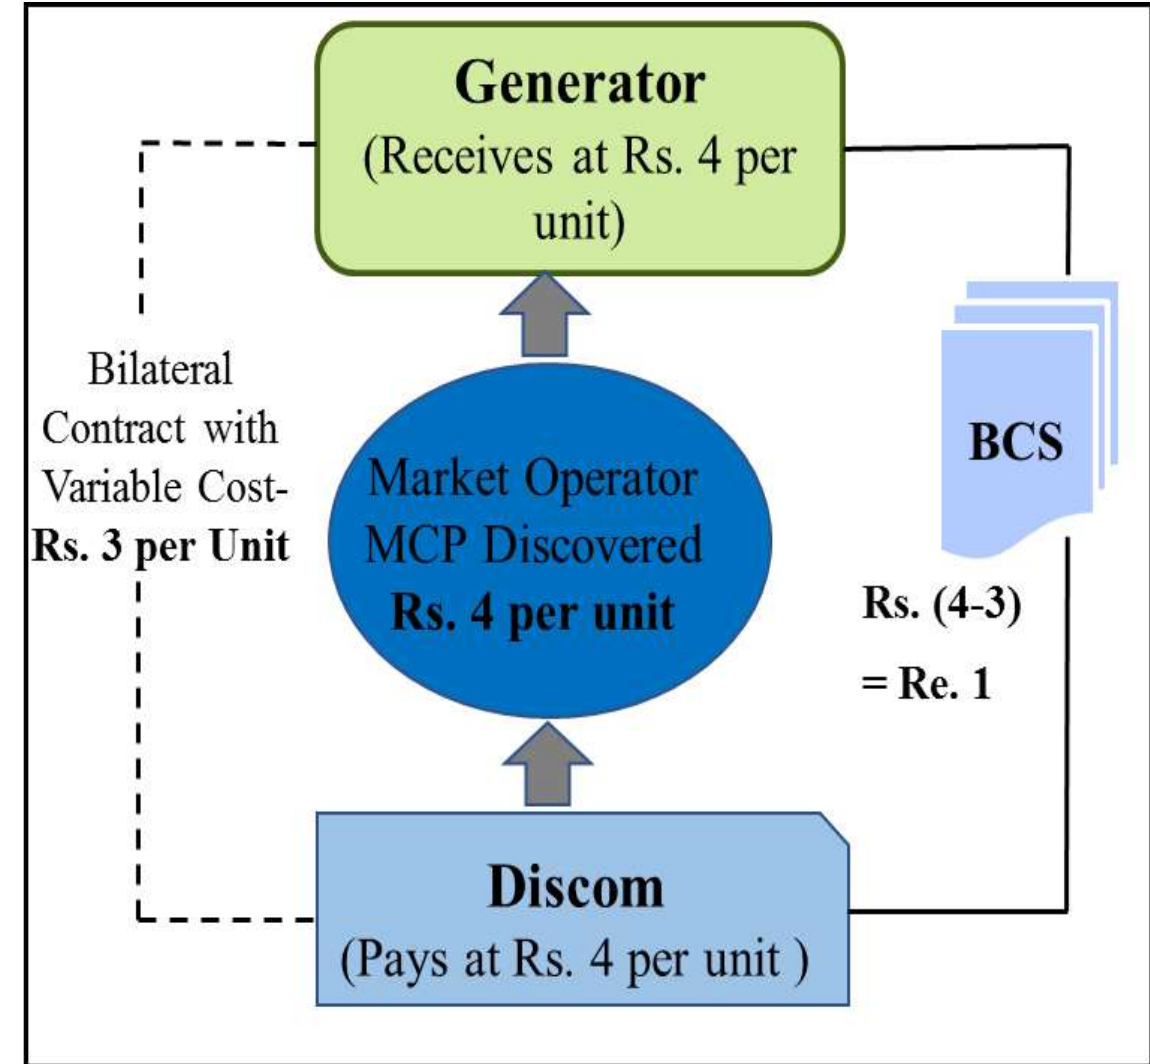 Generator
(Receives at Rs. 4 per
unit)
Bilateral
Contract with
Variable Cost-
Rs. 3 per Unit
Market Operator
MCP Discovered
Rs. 4 per unit
BCS
Rs. (4-3)
= Re. 1
Discom
(Pays at Rs. 4 per unit )